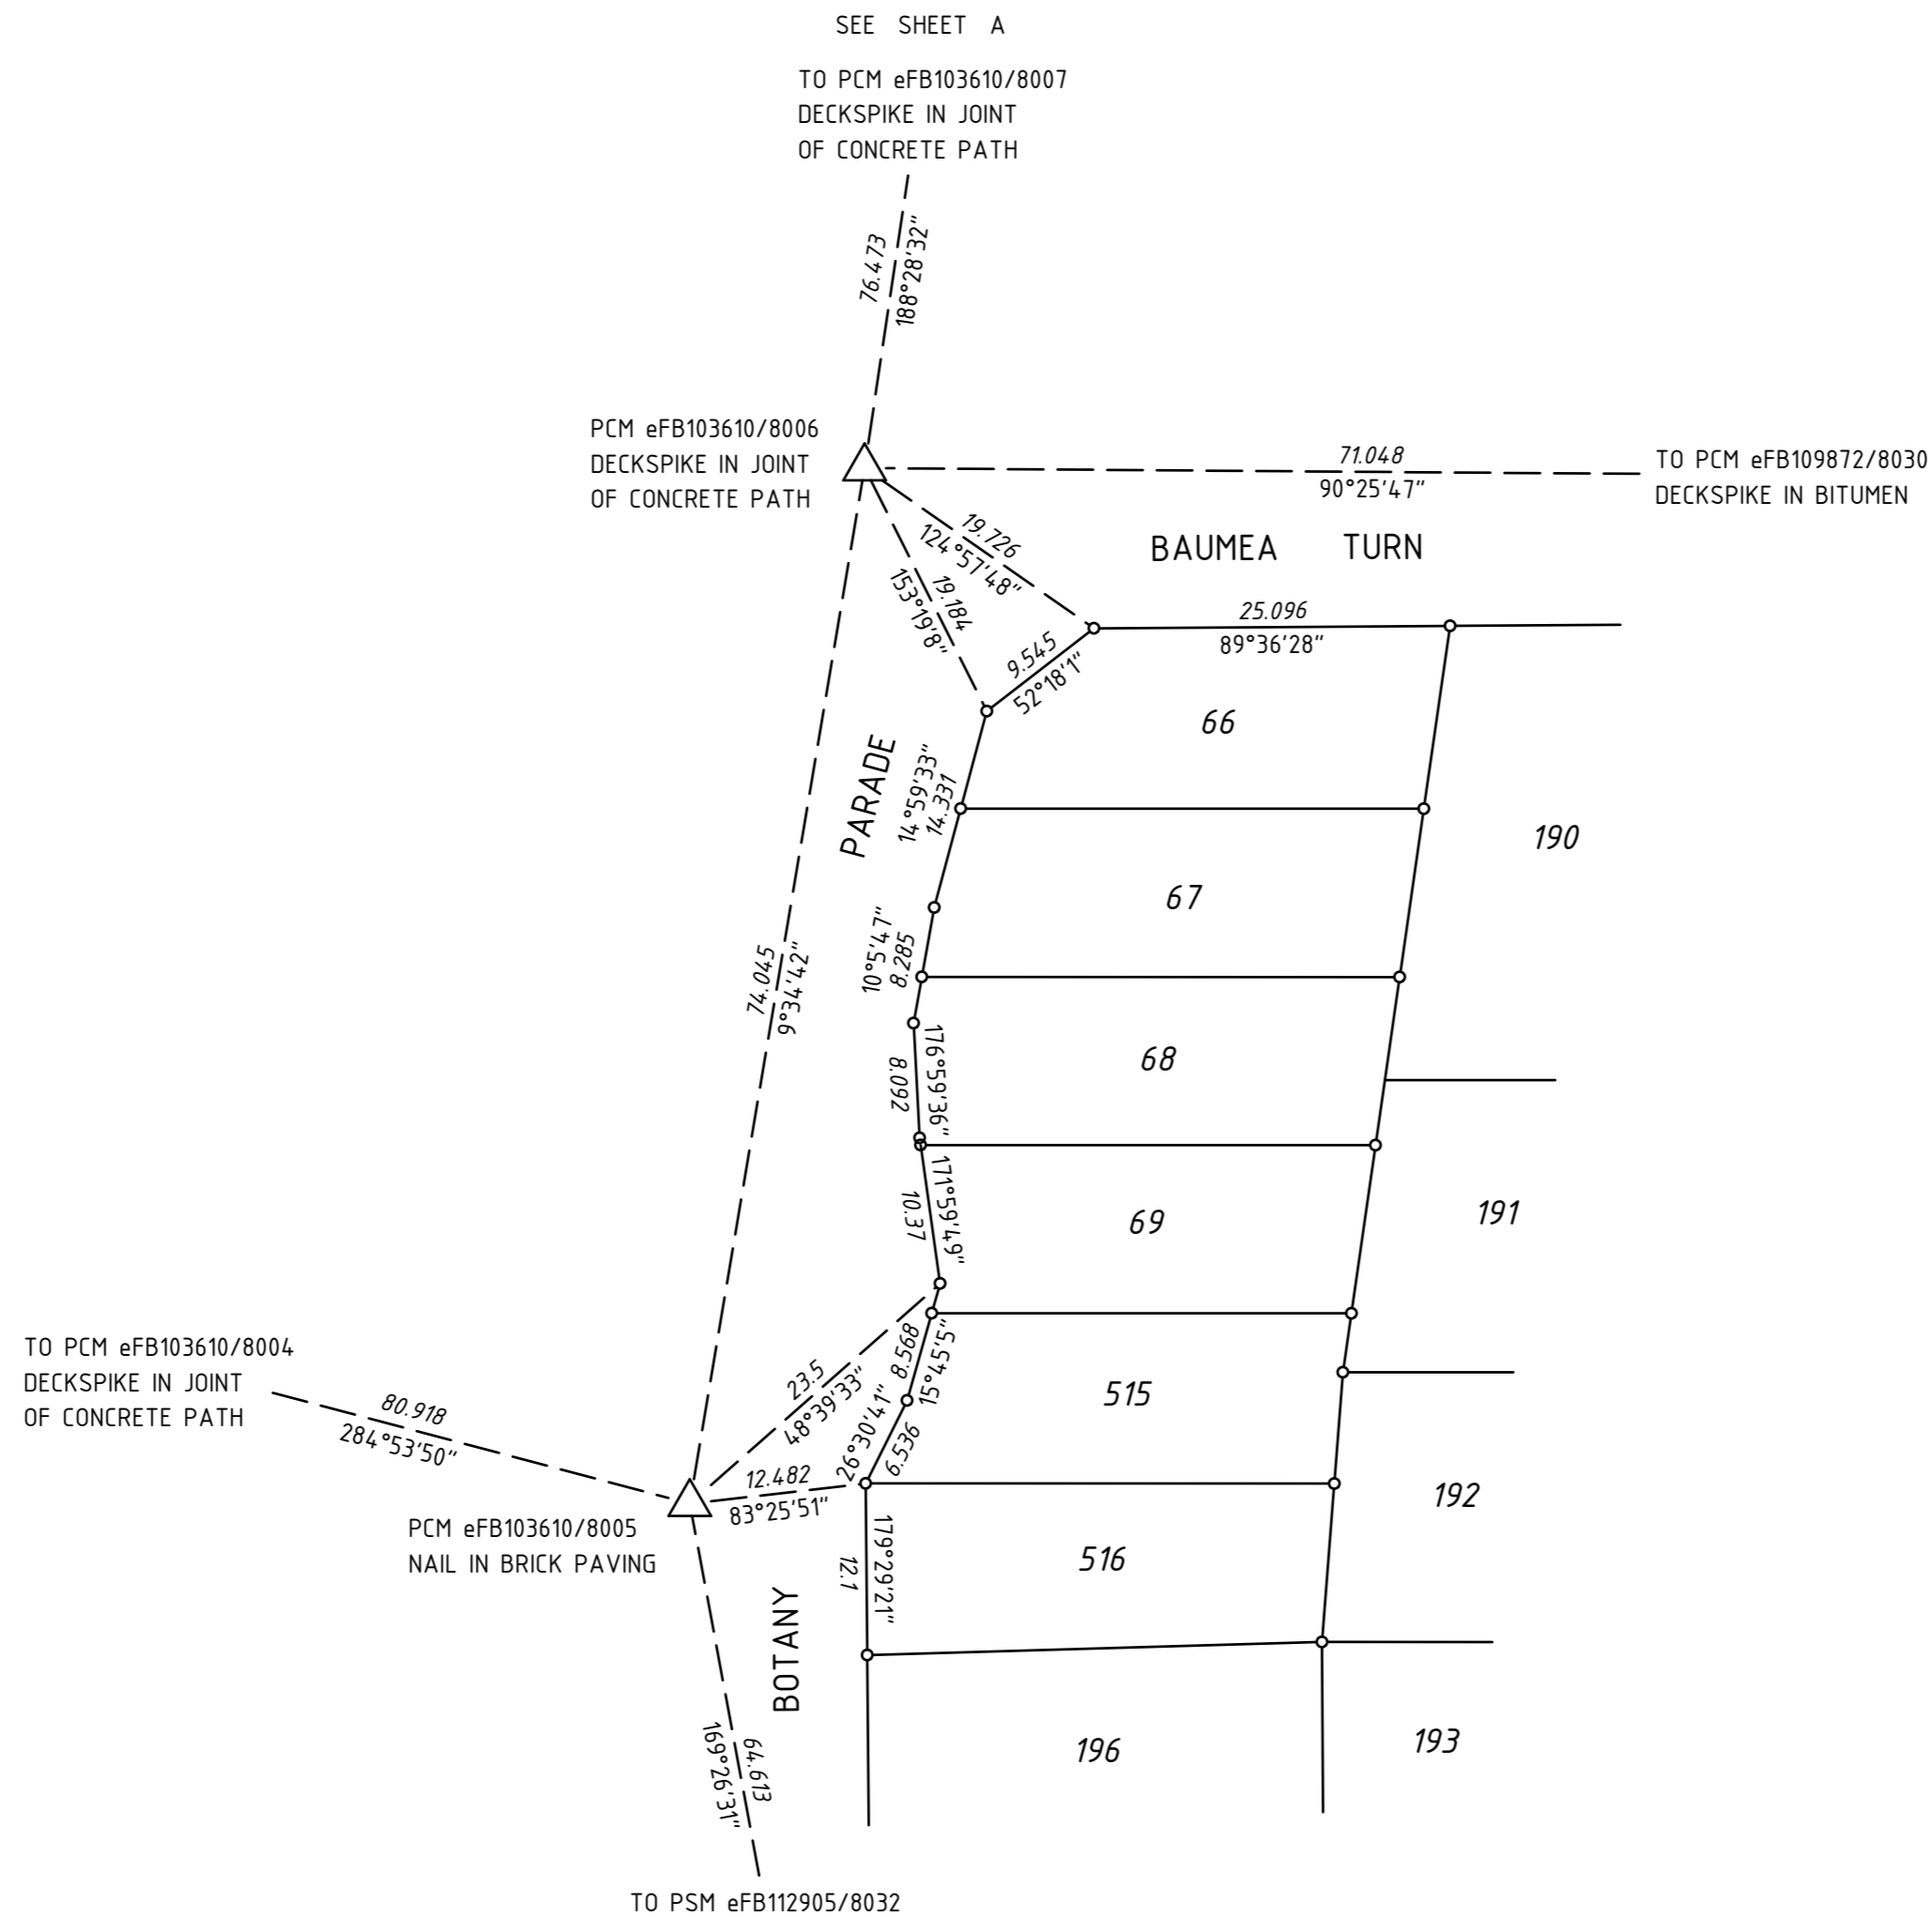 SEE SHEET A
TO PCM eFB103610/8007
DECKSPIKE IN JOINT
OF CONCRETE PATH
76.473
188°28'32"
PCM eFB103610/8006
DECKSPIKE IN JOINT
OF CONCRETE PATH
71.048
90°25'47"
TO PCM eFB109872/8030
DECKSPIKE IN BITUMEN
19.726
124°57'48"
19.184
153°19'8"
BAUMEA TURN
25.096
89°36'28"
9.545
52°18'1"
66
PARADE
14°59'33"
14.331
190
67
10°5'47"
8.285
74.045
9°34'42"
176°59'36"
8.092
68
171°59'49"
10.37
69
191
TO PCM eFB103610/8004
DECKSPIKE IN JOINT
OF CONCRETE PATH
80.918
284°53'50"
23.5
48°39'33"
8.568
15°45'5"
515
26°30'41"
6.536
12.482
83°25'51"
192
PCM eFB103610/8005
NAIL IN BRICK PAVING
179°29'21"
12.1
516
BOTANY
64.613
169°26'31"
196
193
TO PSM eFB112905/8032